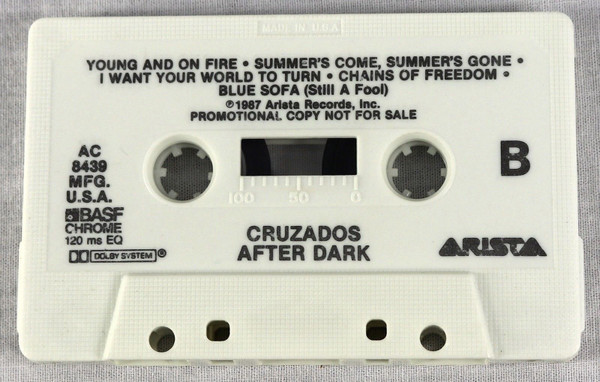 MADE IN U.S.A.
YOUNG AND ON FIRE • SUMMER'S COME, SUMMER'S GONE •
I WANT YOUR WORLD TO TURN • CHAINS OF FREEDOM •
BLUE SOFA (Still A Fool)
℗1987 Arista Records, Inc.
PROMOTIONAL COPY NOT FOR SALE
AC
8439
MFG.
U.S.A.
BASF
CHROME
120 ms EQ
DOLBY SYSTEM®
100 50 0
B
CRUZADOS
AFTER DARK
ARISTA